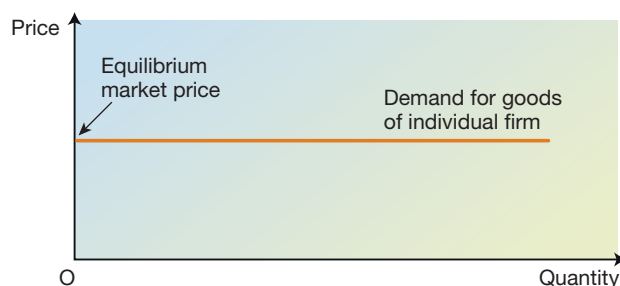 Price
Equilibrium
market price
Demand for goods
of individual firm
O
Quantity